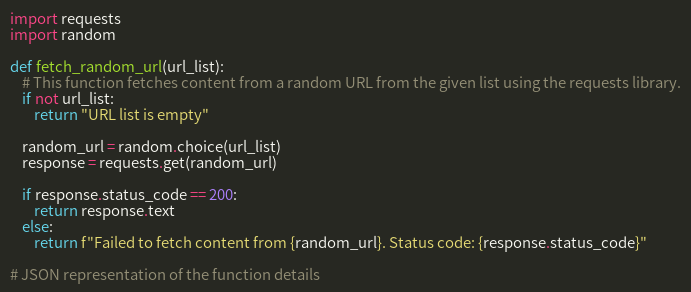 import requests
import random
def fetch_random_url(url_list):
# This function fetches content from a random URL from the given list using the requests library.
if not url_list:
return "URL list is empty"
random_url = random.choice(url_list)
response = requests.get(random_url)
if response.status_code == 200:
return response.text
else:
return f"Failed to fetch content from {random_url}. Status code: {response.status_code}"
# JSON representation of the function details